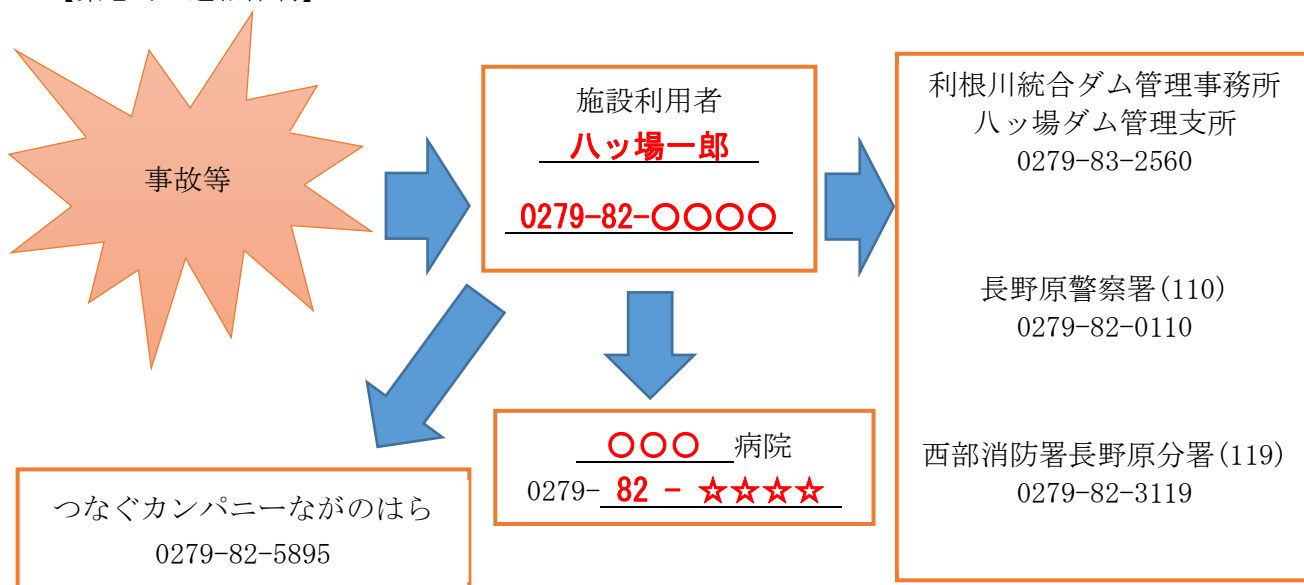 事故等
施設利用者
八ッ場一郎
0279-82-〇〇〇〇
利根川統合ダム管理事務所
八ッ場ダム管理支所
0279-83-2560
長野原警察署(110)
0279-82-0110
西部消防署長野原分署(119)
0279-82-3119
〇〇〇 病院
0279- 82 - ☆☆☆☆
つなぐカンパニーながのはら
0279-82-5895